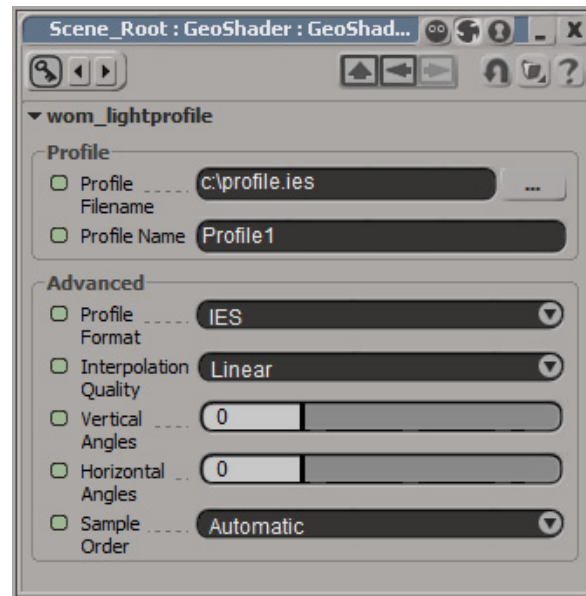 Scene_Root : GeoShader : GeoShad...
wom_lightprofile
Profile
Profile
Filename
c:\profile.ies
...
Profile Name
Profile1
Advanced
Profile
Format
IES
Interpolation
Quality
Linear
Vertical
Angles
0
Horizontal
Angles
0
Sample
Order
Automatic